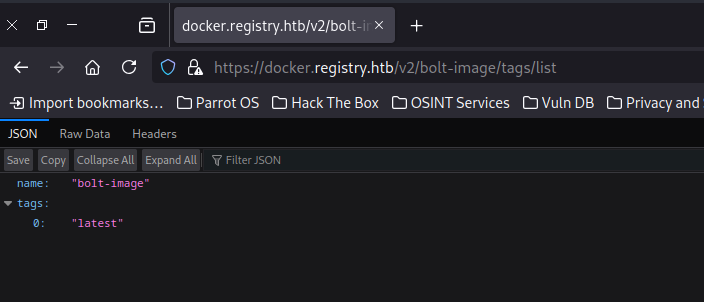 docker.registry.htb/v2/bolt-i
https://docker.registry.htb/v2/bolt-image/tags/list
Import bookmarks... Parrot OS Hack The Box OSINT Services Vuln DB Privacy and
JSON Raw Data Headers
Save Copy Collapse All Expand All Filter JSON
name: "bolt-image"
tags:
0: "latest"